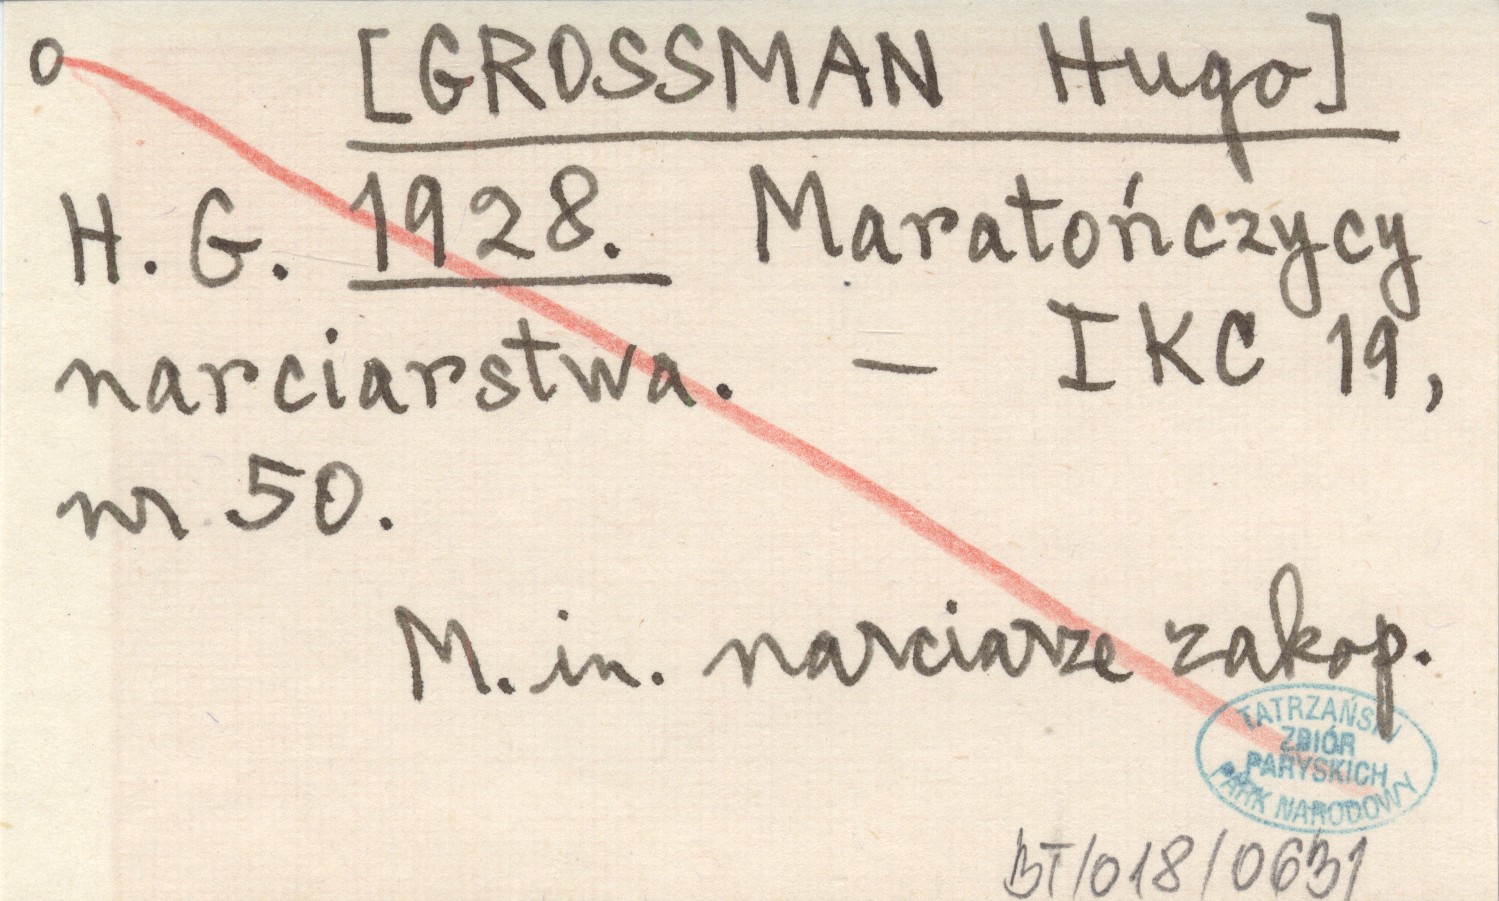 o [GROSSMAN Hugo]
H. G. 1928. Maratończycy
narciarstwa. — IKC 19,
nr 50.
M. in. narciarze zakop.
TATRZAŃSKI
ZBIÓR
PARYSKICH
PARK NARODOWY
BT/018/0631